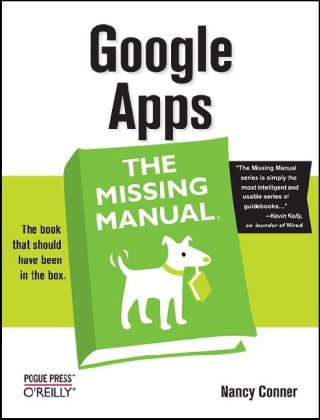 Google
Apps
THE
MISSING
MANUAL®
"The Missing Manual
series is simply the
most intelligent and
usable series of
guidebooks..."
—Kevin Kelly,
co-founder of Wired
The book
that should
have been
in the box.®
POGUE PRESS™
O'REILLY®
Nancy Conner